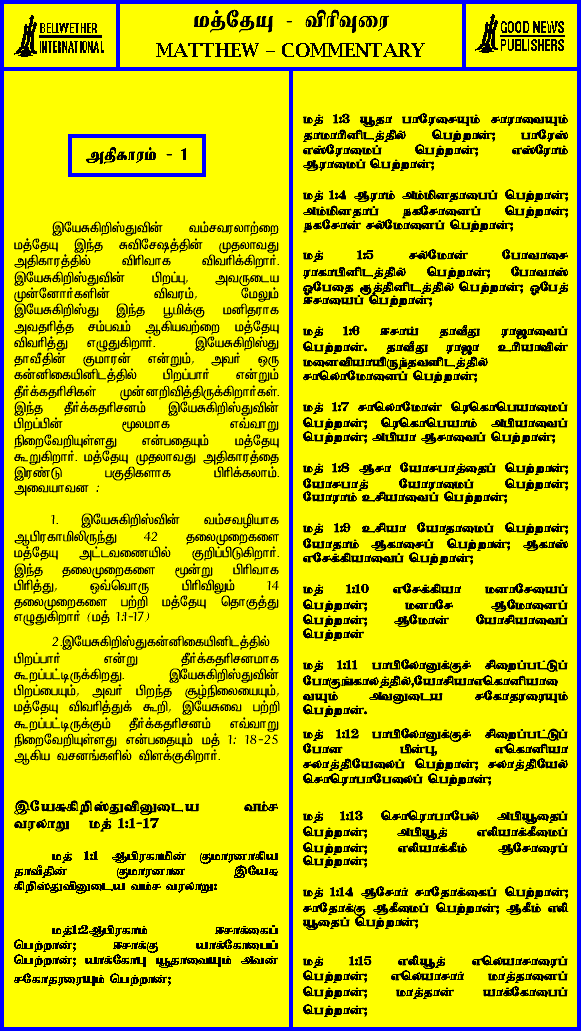 BELLWETHER
INTERNATIONAL
மத்தேயு - விரிவுரை
MATTHEW – COMMENTARY
GOOD NEWS
PUBLISHERS
அதிகாரம் - 1
இயேசுகிறிஸ்துவின் வம்சவரலாற்றை
மத்தேயு இந்த சுவிசேஷத்தின் முதலாவது
அதிகாரத்தில் விரிவாக விவரிக்கிறார்.
இயேசுகிறிஸ்துவின் பிறப்பு, அவருடைய
முன்னோர்களின் விவரம், மேலும்
இயேசுகிறிஸ்து இந்த பூமிக்கு மனிதராக
அவதரித்த சம்பவம் ஆகியவற்றை மத்தேயு
விவரித்து எழுதுகிறார். இயேசுகிறிஸ்து
தாவீதின் குமாரன் என்றும், அவர் ஒரு
கன்னிகையினிடத்தில் பிறப்பார் என்றும்
தீர்க்கதரிசிகள் முன்னறிவித்திருக்கிறார்கள்.
இந்த தீர்க்கதரிசனம் இயேசுகிறிஸ்துவின்
பிறப்பின் மூலமாக எவ்வாறு
நிறைவேறியுள்ளது என்பதையும் மத்தேயு
கூறுகிறார். மத்தேயு முதலாவது அதிகாரத்தை
இரண்டு பகுதிகளாக பிரிக்கலாம்.
அவையாவன :
1. இயேசுகிறிஸ்வின் வம்சவழியாக
ஆபிரகாமிலிருந்து 42 தலைமுறைகளை
மத்தேயு அட்டவணையில் குறிப்பிடுகிறார்.
இந்த தலைமுறைகளை மூன்று பிரிவாக
பிரித்து, ஒவ்வொரு பிரிவிலும் 14
தலைமுறைகளை பற்றி மத்தேயு தொகுத்து
எழுதுகிறார் (மத் 1:1-17)
2.இயேசுகிறிஸ்துகன்னிகையினிடத்தில்
பிறப்பார் என்று தீர்க்கதரிசனமாக
கூறப்பட்டிருக்கிறது. இயேசுகிறிஸ்துவின்
பிறப்பையும், அவர் பிறந்த சூழ்நிலையையும்,
மத்தேயு விவரித்துக் கூறி, இயேசுவை பற்றி
கூறப்பட்டிருக்கும் தீர்க்கதரிசனம் எவ்வாறு
நிறைவேறியுள்ளது என்பதையும் மத் 1: 18-25
ஆகிய வசனங்களில் விளக்குகிறார்.
இயேசுகிறிஸ்துவினுடைய வம்ச
வரலாறு மத் 1:1-17
மத் 1:1 ஆபிரகாமின் குமாரனாகிய
தாவீதின் குமாரனான இயேசு
கிறிஸ்துவினுடைய வம்ச வரலாறு:
மத்1:2ஆபிரகாம் ஈசாக்கைப்
பெற்றான்; ஈசாக்கு யாக்கோபைப்
பெற்றான்; யாக்கோபு யூதாவையும் அவன்
சகோதரரையும் பெற்றான்;
மத் 1:3 யூதா பாரேசையும் சாராவையும்
தாமாரினிடத்தில் பெற்றான்; பாரேஸ்
எஸ்ரோமைப் பெற்றான்; எஸ்ரோம்
ஆராமைப் பெற்றான்;
மத் 1:4 ஆராம் அம்மினதாபைப் பெற்றான்;
அம்மினதாப் நகசோனைப் பெற்றான்;
நகசோன் சல்மோனைப் பெற்றான்;
மத் 1:5 சல்மோன் போவாசை
ராகாபினிடத்தில் பெற்றான்; போவாஸ்
ஓபேதை ரூத்தினிடத்தில் பெற்றான்; ஓபேத்
ஈசாயைப் பெற்றான்;
மத் 1:6 ஈசாய் தாவீது ராஜாவைப்
பெற்றான். தாவீது ராஜா உரியாவின்
மனைவியாயிருந்தவளிடத்தில்
சாலொமோனைப் பெற்றான்;
மத் 1:7 சாலொமோன் ரெகொபெயாமைப்
பெற்றான்; ரெகொபெயாம் அபியாவைப்
பெற்றான்; அபியா ஆசாவைப் பெற்றான்;
மத் 1:8 ஆசா யோசபாத்தைப் பெற்றான்;
யோசபாத் யோராமைப் பெற்றான்;
யோராம் உசியாவைப் பெற்றான்;
மத் 1:9 உசியா யோதாமைப் பெற்றான்;
யோதாம் ஆகாசைப் பெற்றான்; ஆகாஸ்
எசேக்கியாவைப் பெற்றான்;
மத் 1:10 எசேக்கியா மனாசேயைப்
பெற்றான்; மனாசே ஆமோனைப்
பெற்றான்; ஆமோன் யோசியாவைப்
பெற்றான்
மத் 1:11 பாபிலோனுக்குச் சிறைப்பட்டுப்
போகுங்காலத்தில்,யோசியாஎகொனியாவை
வயும் அவனுடைய சகோதரரையும்
பெற்றான்.
மத் 1:12 பாபிலோனுக்குச் சிறைப்பட்டுப்
போன பின்பு எகொனியா
சலாத்தியேலைப் பெற்றான்; சலாத்தியேல்
சொரொபாபேலைப் பெற்றான்;
மத் 1:13 சொரொபாபேல் அபியூதைப்
பெற்றான்; அபியூத் எலியாக்கீமைப்
பெற்றான்; எலியாக்கீம் ஆசோரைப்
பெற்றான்;
மத் 1:14 ஆசோர் சாதோக்கைப் பெற்றான்;
சாதோக்கு ஆகீமைப் பெற்றான்; ஆகீம் எலி
யூதைப் பெற்றான்;
மத் 1:15 எலியூத் எலெயாசாரைப்
பெற்றான்; எலெயாசார் மாத்தானைப்
பெற்றான்; மாத்தான் யாக்கோபைப்
பெற்றான்;